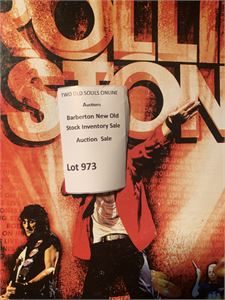 ROLLI
STON
TWO OLD SOULS ONLINE
Auctions
Barberton New Old
Stock Inventory Sale
Auction Sale
Lot 973